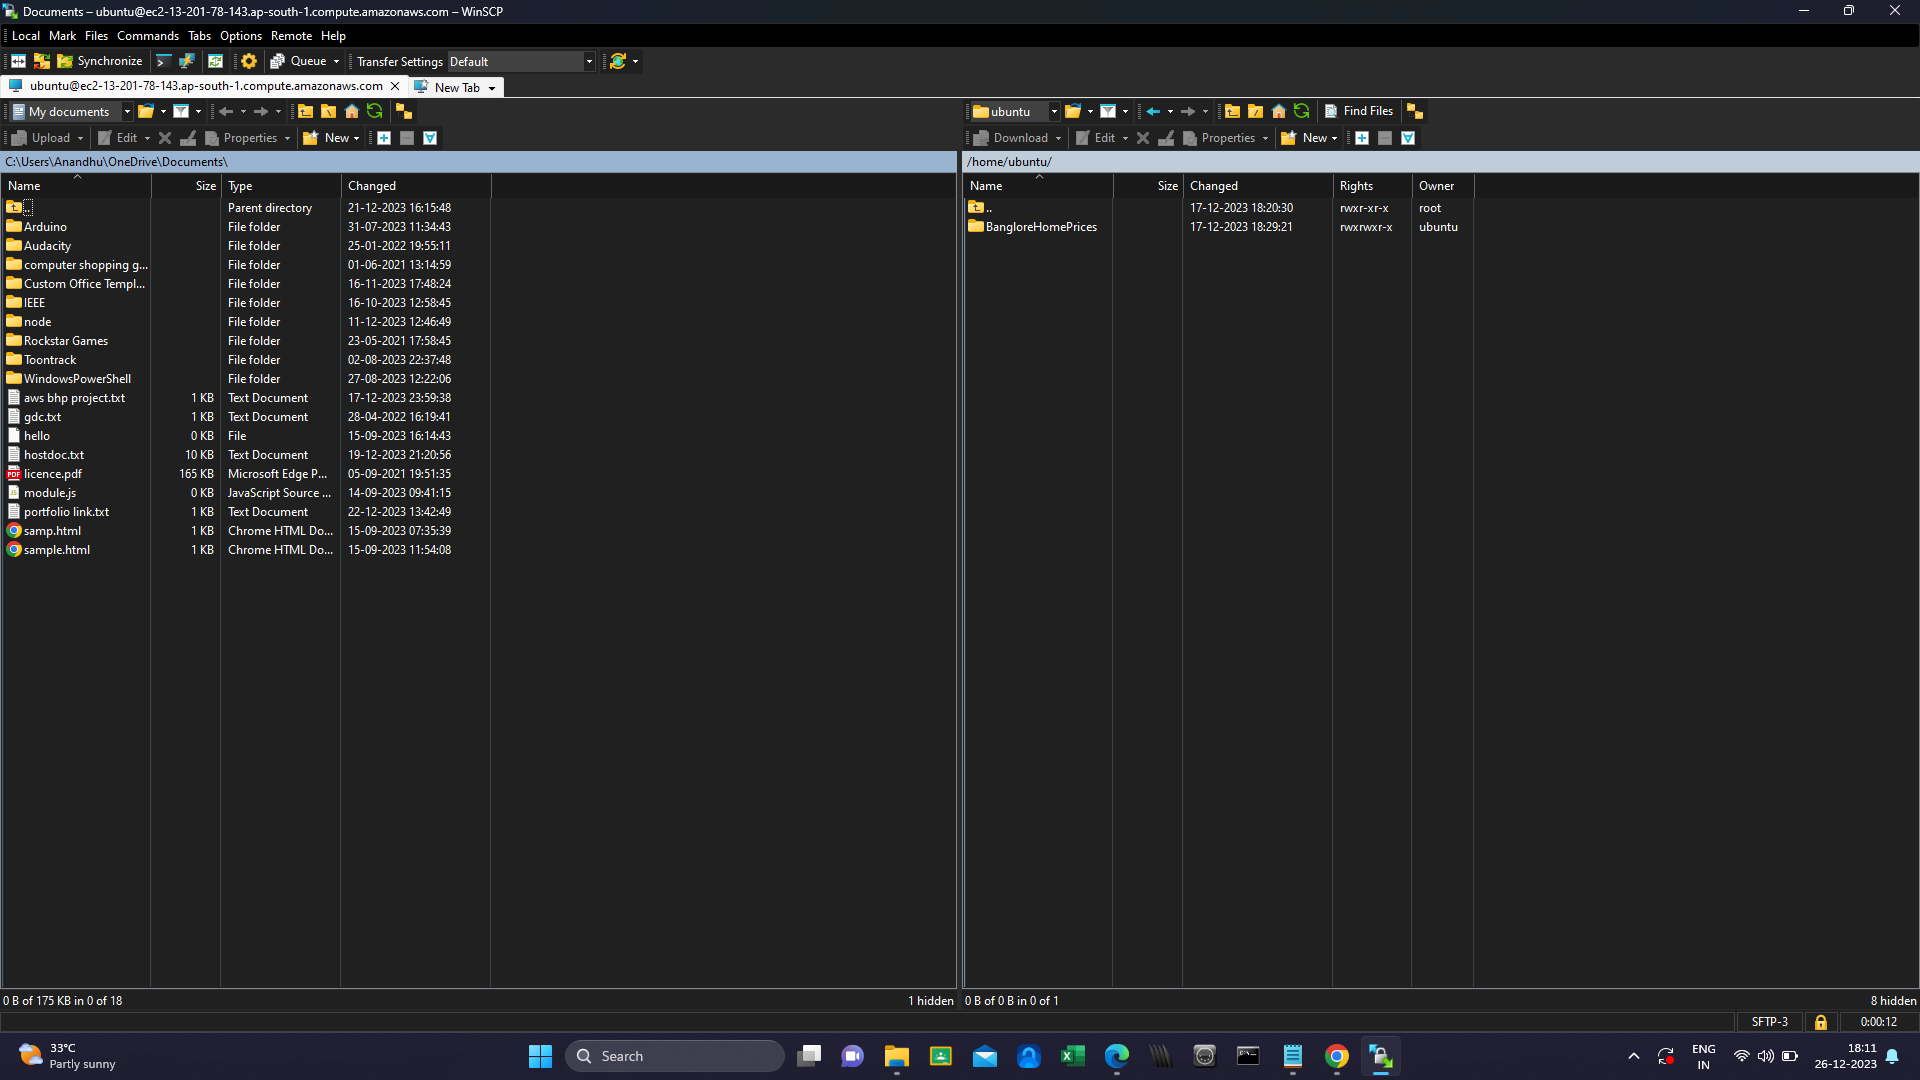 Documents – ubuntu@ec2-13-201-78-143.ap-south-1.compute.amazonaws.com – WinSCP
Local Mark Files Commands Tabs Options Remote Help
Synchronize Queue Transfer Settings Default
ubuntu@ec2-13-201-78-143.ap-south-1.compute.amazonaws.com New Tab
My documents
Upload Edit Properties New
C:\Users\Anandhu\OneDrive\Documents\
Name Size Type Changed
.. Parent directory 21-12-2023 16:15:48
Arduino File folder 31-07-2023 11:34:43
Audacity File folder 25-01-2022 19:55:11
computer shopping g... File folder 01-06-2021 13:14:59
Custom Office Templ... File folder 16-11-2023 17:48:24
IEEE File folder 16-10-2023 12:58:45
node File folder 11-12-2023 12:46:49
Rockstar Games File folder 23-05-2021 17:58:45
Toontrack File folder 02-08-2023 22:37:48
WindowsPowerShell File folder 27-08-2023 12:22:06
aws bhp project.txt 1 KB Text Document 17-12-2023 23:59:38
gdc.txt 1 KB Text Document 28-04-2022 16:19:41
hello 0 KB File 15-09-2023 16:14:43
hostdoc.txt 10 KB Text Document 19-12-2023 21:20:56
PDF licence.pdf 165 KB Microsoft Edge P... 05-09-2021 19:51:35
module.js 0 KB JavaScript Source ... 14-09-2023 09:41:15
portfolio link.txt 1 KB Text Document 22-12-2023 13:42:49
samp.html 1 KB Chrome HTML Do... 15-09-2023 07:35:39
sample.html 1 KB Chrome HTML Do... 15-09-2023 11:54:08
0 B of 175 KB in 0 of 18 1 hidden
ubuntu Find Files
Download Edit Properties New
/home/ubuntu/
Name Size Changed Rights Owner
.. 17-12-2023 18:20:30 rwxr-xr-x root
BangloreHomePrices 17-12-2023 18:29:21 rwxrwxr-x ubuntu
0 B of 0 B in 0 of 1 8 hidden
SFTP-3 0:00:12
33°C
Partly sunny
Search
ENG
IN
18:11
26-12-2023